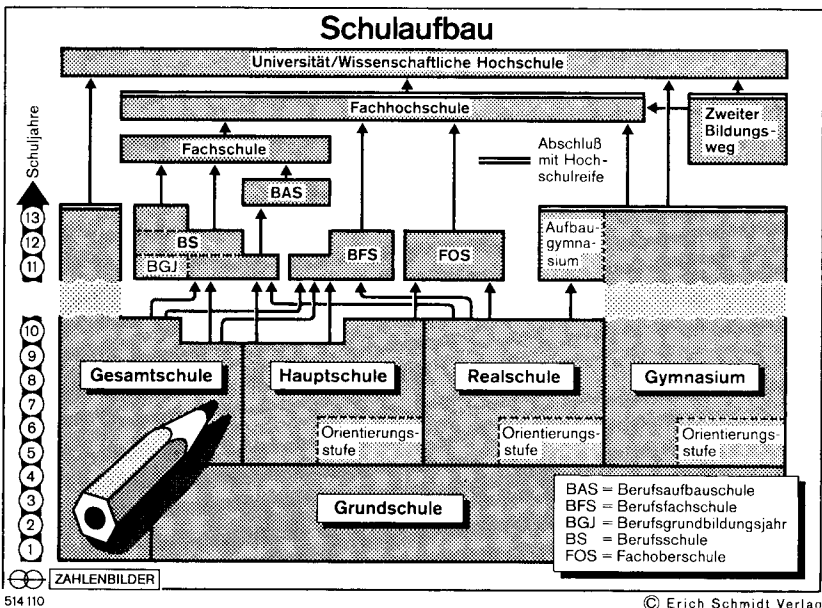 Schulaufbau
Universität/Wissenschaftliche Hochschule
Fachhochschule
Zweiter
Bildungs-
weg
Fachschule
Abschluß
mit Hoch-
schulreife
BAS
Schuljahre
13
12
11
BS
BGJ
BFS
FOS
Aufbau-
gymna-
sium
10
9
8
7
6
5
4
3
2
1
Gesamtschule
Hauptschule
Realschule
Gymnasium
Orientierungs-
stufe
Orientierungs-
stufe
Orientierungs-
stufe
Grundschule
BAS = Berufsaufbauschule
BFS = Berufsfachschule
BGJ = Berufsgrundbildungsjahr
BS = Berufsschule
FOS = Fachoberschule
ZAHLENBILDER
514 110
© Erich Schmidt Verlag